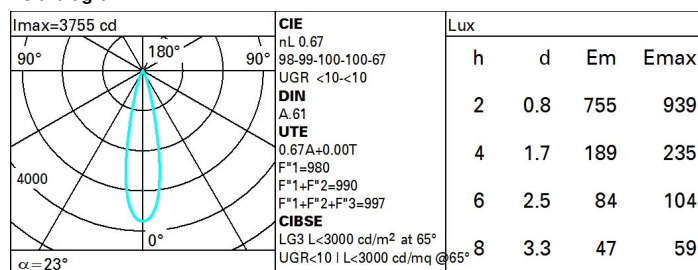 Imax=3755 cd
90° 180° 90°
4000
0°
α=23°
CIE
nL 0.67
98-99-100-100-67
UGR <10-<10
DIN
A.61
UTE
0.67A+0.00T
F"1=980
F"1+F"2=990
F"1+F"2+F"3=997
CIBSE
LG3 L<3000 cd/m² at 65°
UGR<10 | L<3000 cd/mq @65°
Lux
h d Em Emax
2 0.8 755 939
4 1.7 189 235
6 2.5 84 104
8 3.3 47 59